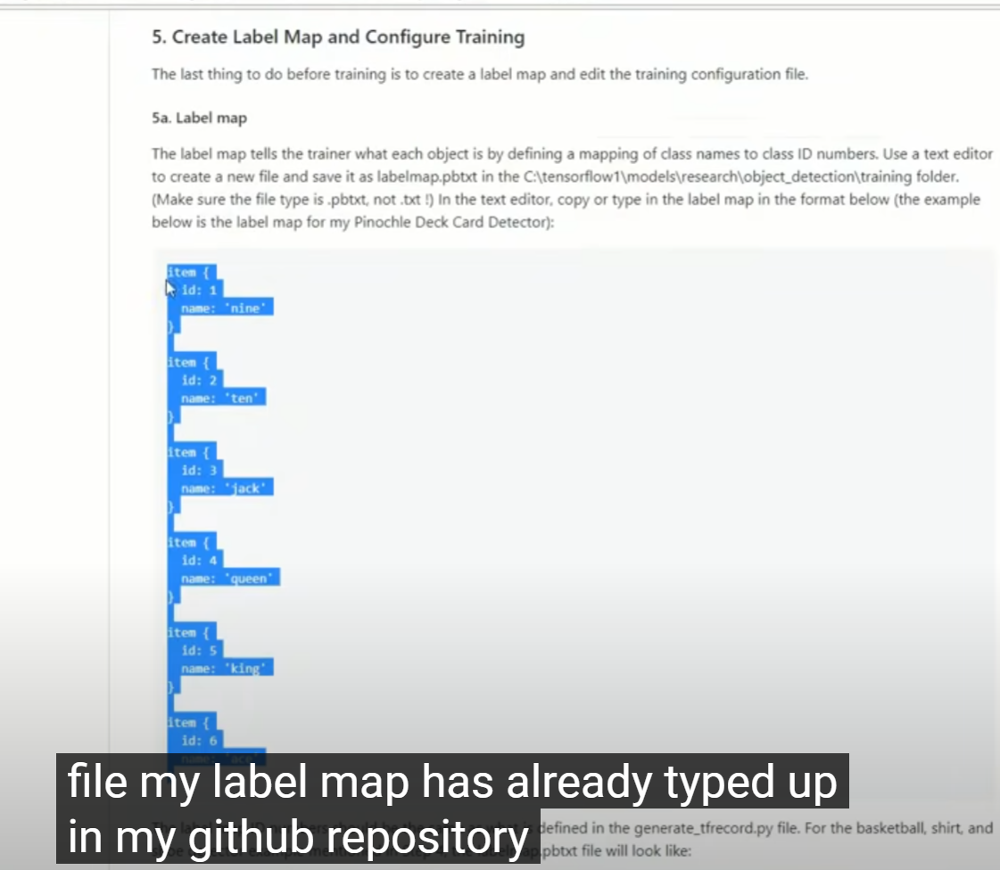 5. Create Label Map and Configure Training
The last thing to do before training is to create a label map and edit the training configuration file.
5a. Label map
The label map tells the trainer what each object is by defining a mapping of class names to class ID numbers. Use a text editor
to create a new file and save it as labelmap.pbtxt in the C:\tensorflow1\models\research\object_detection\training folder.
(Make sure the file type is .pbtxt, not .txt !) In the text editor, copy or type in the label map in the format below (the example
below is the label map for my Pinochle Deck Card Detector):
item {
id: 1
name: 'nine'
}
item {
id: 2
name: 'ten'
}
item {
id: 3
name: 'jack'
}
item {
id: 4
name: 'queen'
}
item {
id: 5
name: 'king'
}
item {
id: 6
name: 'ace'
file my label map has already typed up
in my github repository
defined in the generate_tfrecord.py file. For the basketball, shirt, and
.pbtxt file will look like: